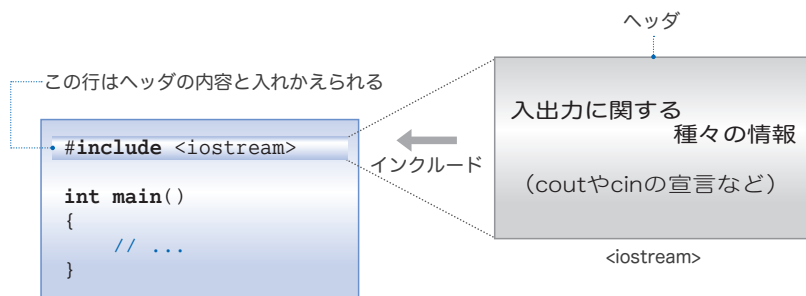 ヘッダ
この行はヘッダの内容と入れかえられる
入出力に関する
種々の情報
（coutやcinの宣言など）
<iostream>
インクルード
#include <iostream>
int main()
{
// ...
}